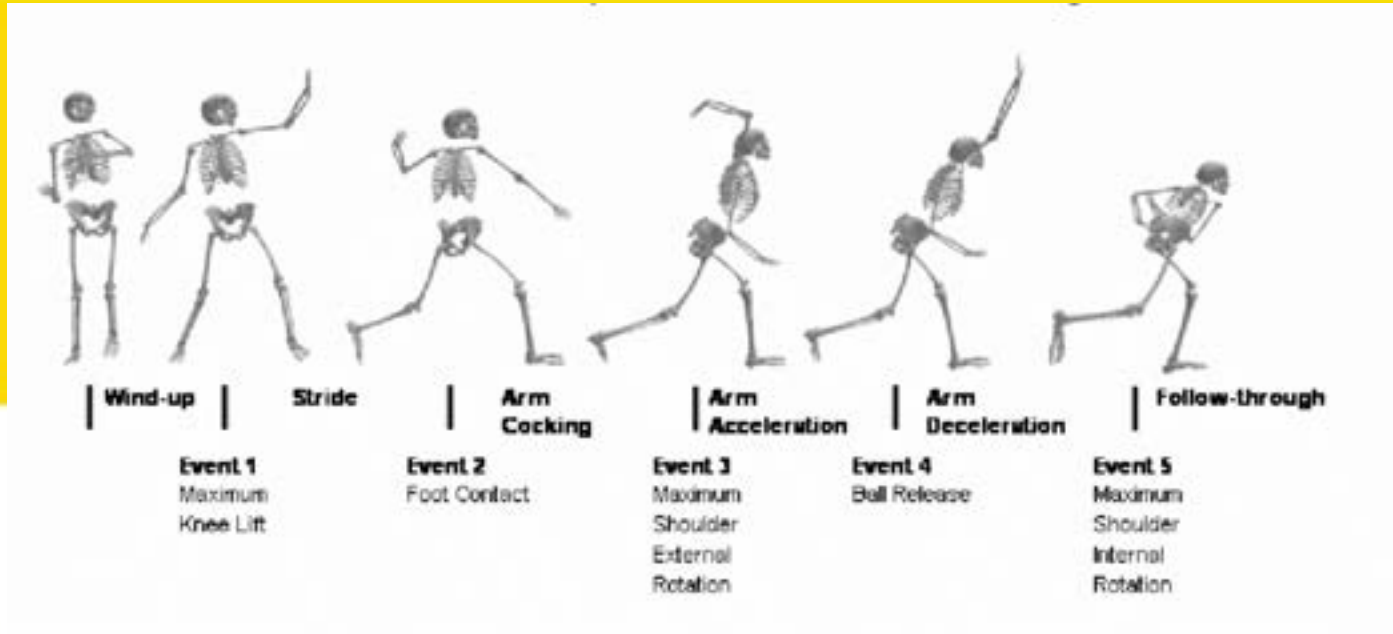 Wind-up
Stride
Arm
Cocking
Arm
Acceleration
Arm
Deceleration
Follow-through
Event 1
Maximum
Knee Lift
Event 2
Foot Contact
Event 3
Maximum
Shoulder
External
Rotation
Event 4
Ball Release
Event 5
Maximum
Shoulder
Internal
Rotation